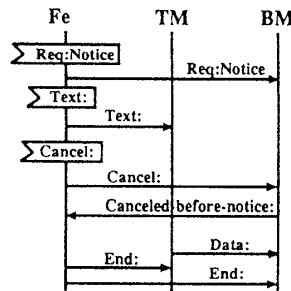 Fe TM BM
Req:Notice
Req:Notice
Text:
Text:
Cancel:
Cancel:
Canceled before-notice:
Data:
End:
End: